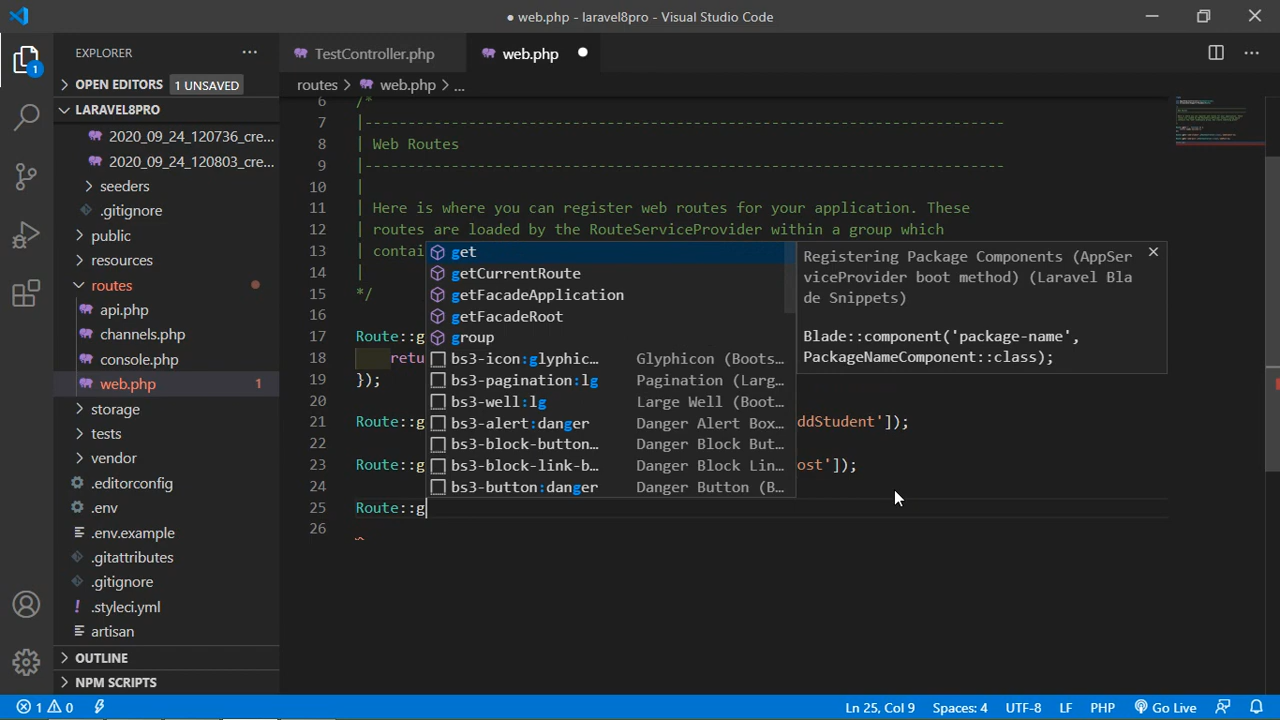 ● web.php - laravel8pro - Visual Studio Code
EXPLORER
OPEN EDITORS 1 UNSAVED
LARAVEL8PRO
2020_09_24_120736_cre...
2020_09_24_120803_cre...
seeders
.gitignore
public
resources
routes
api.php
channels.php
console.php
web.php 1
storage
tests
vendor
.editorconfig
.env
.env.example
.gitattributes
.gitignore
.styleci.yml
artisan
OUTLINE
NPM SCRIPTS
1
TestController.php
web.php
routes > web.php > ...
6 /*
7 |--------------------------------------------------------------------------
8 | Web Routes
9 |--------------------------------------------------------------------------
10 |
11 | Here is where you can register web routes for your application. These
12 | routes are loaded by the RouteServiceProvider within a group which
13 | contai
14 |
15 */
16
17 Route::g
18 retu
19 });
20
21 Route::g ddStudent']);
22
23 Route::g ost']);
24
25 Route::g
26
get
getCurrentRoute
getFacadeApplication
getFacadeRoot
group
bs3-icon:glyphic... Glyphicon (Boots...
bs3-pagination:lg Pagination (Larg...
bs3-well:lg Large Well (Boot...
bs3-alert:danger Danger Alert Box...
bs3-block-button... Danger Block But...
bs3-block-link-b... Danger Block Lin...
bs3-button:danger Danger Button (B...
Registering Package Components (AppSer
viceProvider boot method) (Laravel Bla
de Snippets)
Blade::component('package-name',
PackageNameComponent::class);
1 0
Ln 25, Col 9
Spaces: 4
UTF-8
LF
PHP
Go Live